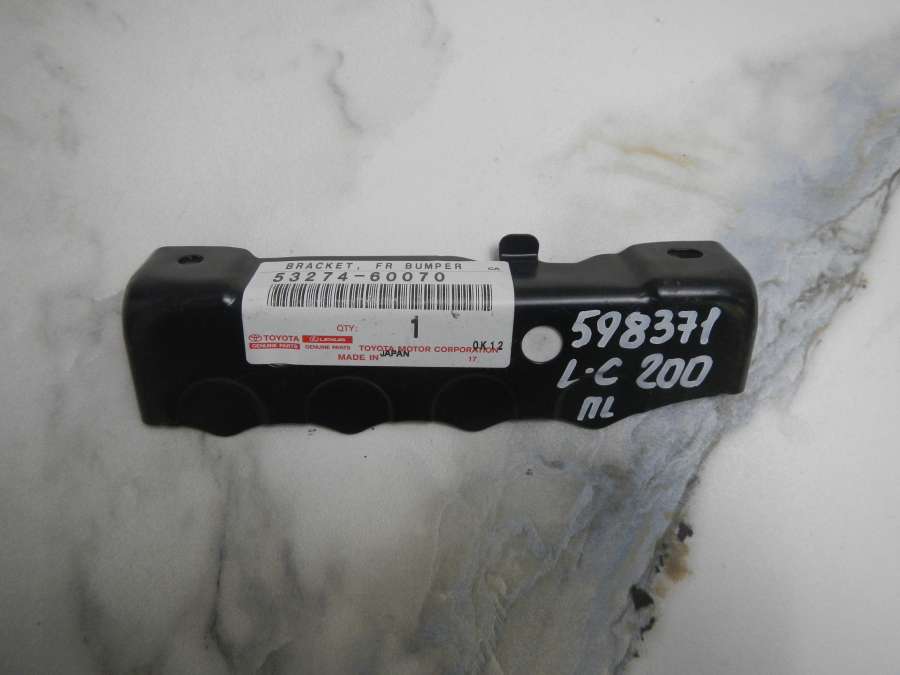 BRACKET, FR BUMPER CA
53274-60070
QTY: 1
TOYOTA LEXUS 0K12
GENUINE PARTS GENUINE PARTS TOYOTA MOTOR CORPORATION
MADE IN JAPAN 17.
598371
L-C 200
пL